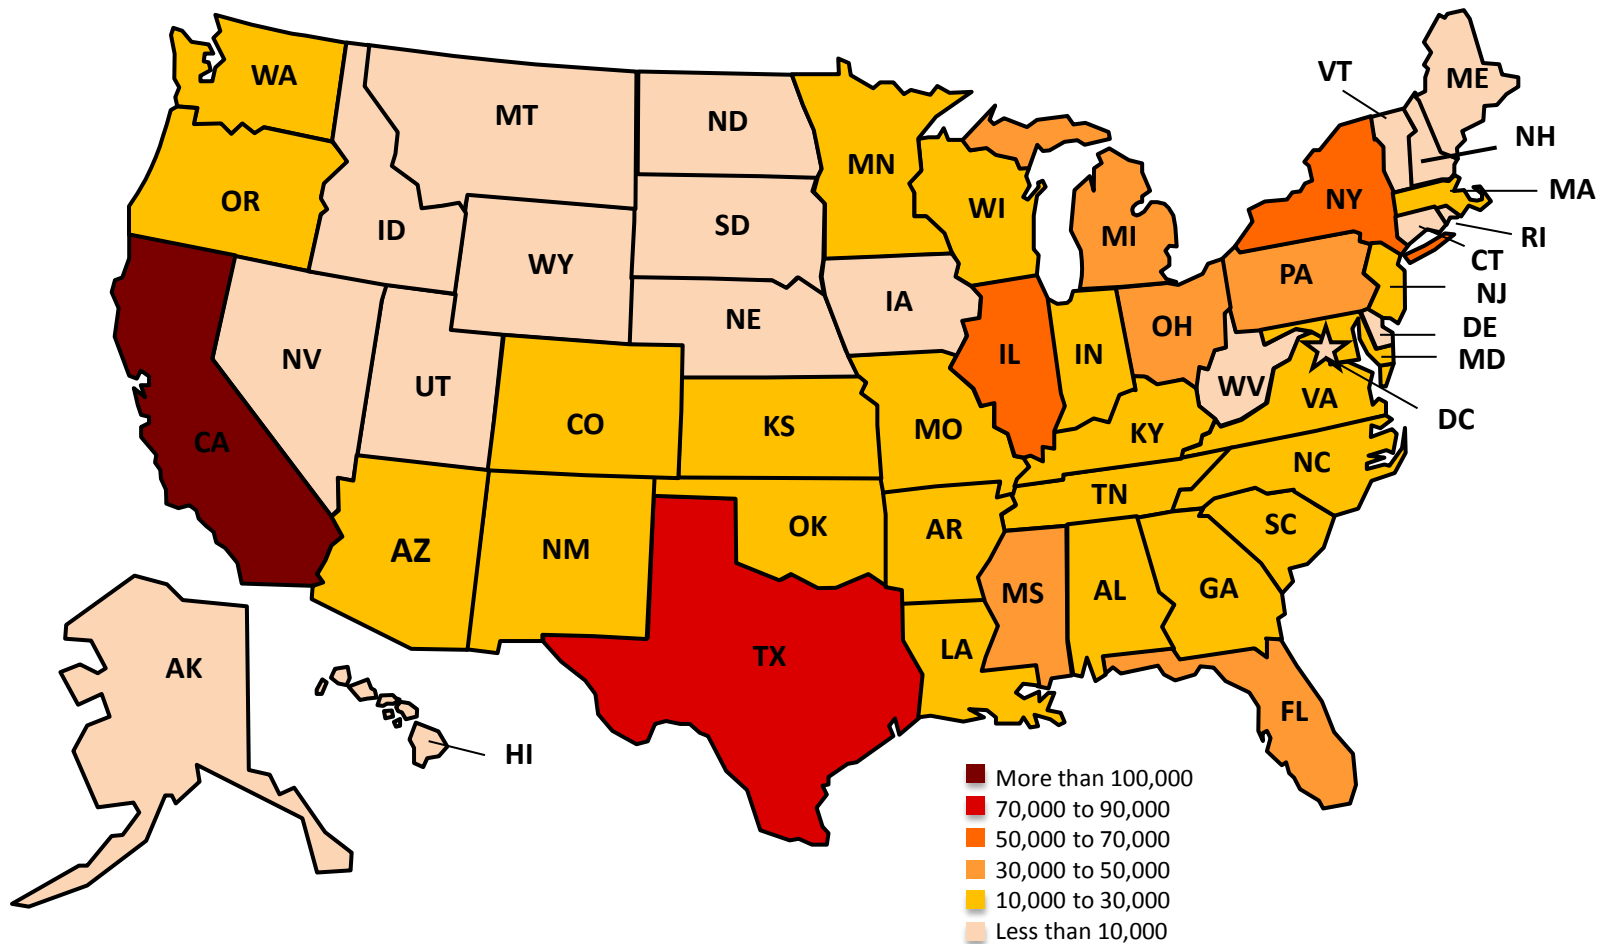 VT
ME
WA
MT
ND
NH
MN
OR
WI
NY
MA
ID
SD
MI
RI
WY
CT
PA
NJ
IA
NE
OH
DE
NV
IL
IN
MD
UT
WV
VA
DC
CO
KS
MO
KY
CA
NC
TN
OK
AR
SC
AZ
NM
MS
AL
GA
LA
TX
AK
FL
HI
More than 100,000
70,000 to 90,000
50,000 to 70,000
30,000 to 50,000
10,000 to 30,000
Less than 10,000